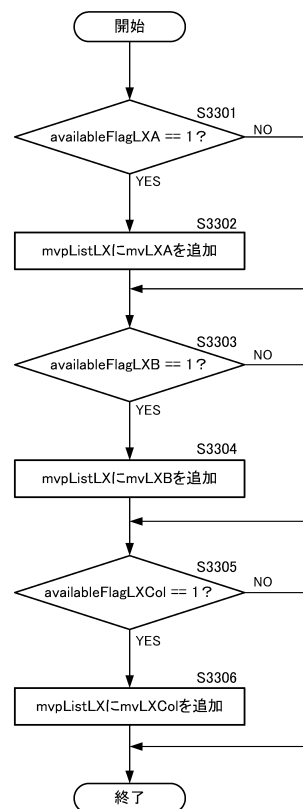 開始
S3301
availableFlagLXA == 1?
NO
YES
S3302
mvpListLXにmvLXAを追加
S3303
availableFlagLXB == 1?
NO
YES
S3304
mvpListLXにmvLXBを追加
S3305
availableFlagLXCol == 1?
NO
YES
S3306
mvpListLXにmvLXColを追加
終了